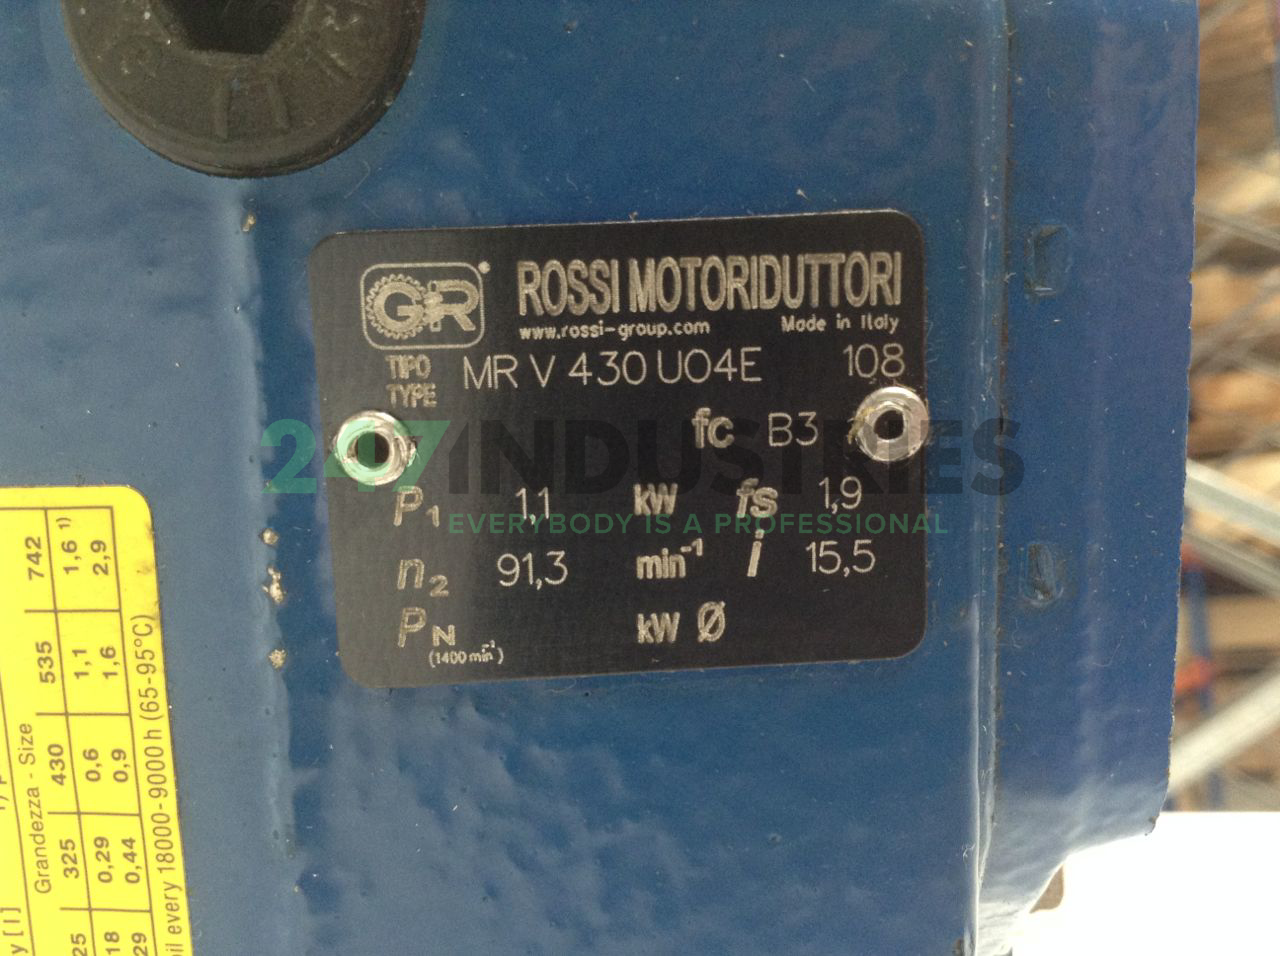 GR
ROSSI MOTORIDUTTORI
www.rossi-group.com Made in Italy
TIPO
TYPE MR V 430 UO4E 108
fc B3
247INDUSTRIES
P1 1,1 kW fs 1,9
EVERYBODY IS A PROFESSIONAL
n2 91,3 min-1 i 15,5
PN (1400 min-1) kW Ø
Grandezza - Size
325 430 535 742
0,29 0,6 1,1 1,6 1)
0,44 0,9 1,6 2,9
oil every 18000-9000 h (65-95°C)